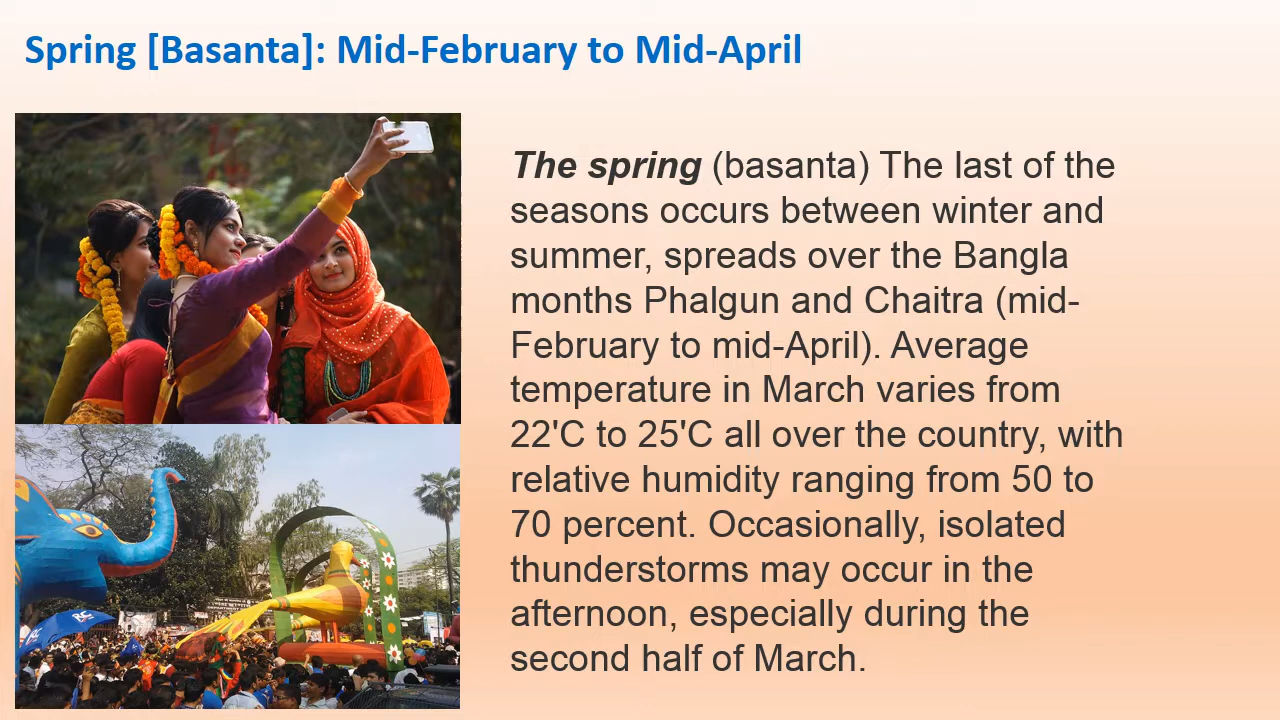 Spring [Basanta]: Mid-February to Mid-April
The spring (basanta) The last of the
seasons occurs between winter and
summer, spreads over the Bangla
months Phalgun and Chaitra (mid-
February to mid-April). Average
temperature in March varies from
22'C to 25'C all over the country, with
relative humidity ranging from 50 to
70 percent. Occasionally, isolated
thunderstorms may occur in the
afternoon, especially during the
second half of March.